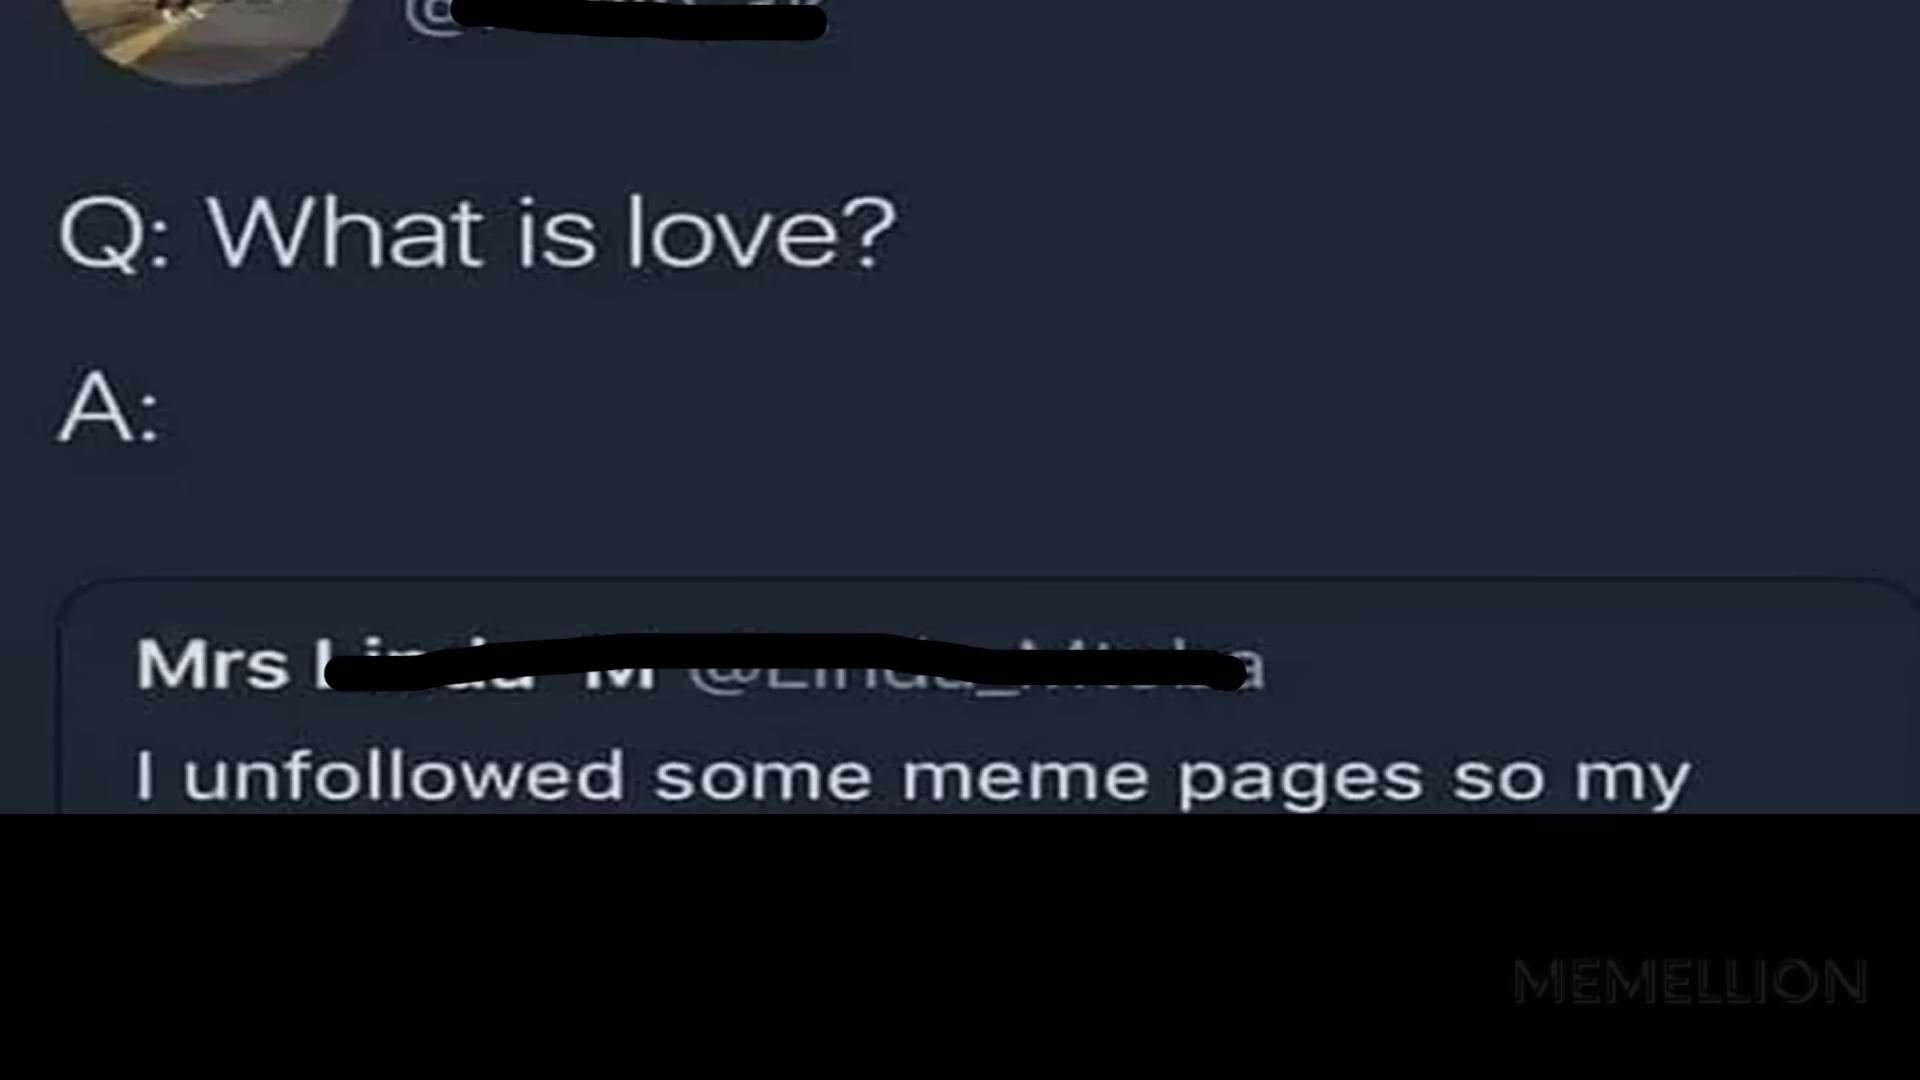 @
Q: What is love?
A:
Mrs
I unfollowed some meme pages so my
MEMELLION